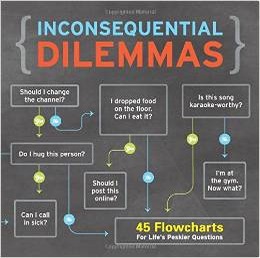 INCONSEQUENTIAL
DILEMMAS
Should I change
the channel?
I dropped food
on the floor.
Can I eat it?
Is this song
karaoke-worthy?
Do I hug this person?
Should I
post this
online?
I'm at
the gym.
Now what?
Can I call
in sick?
45 Flowcharts
For Life's Peskier Questions